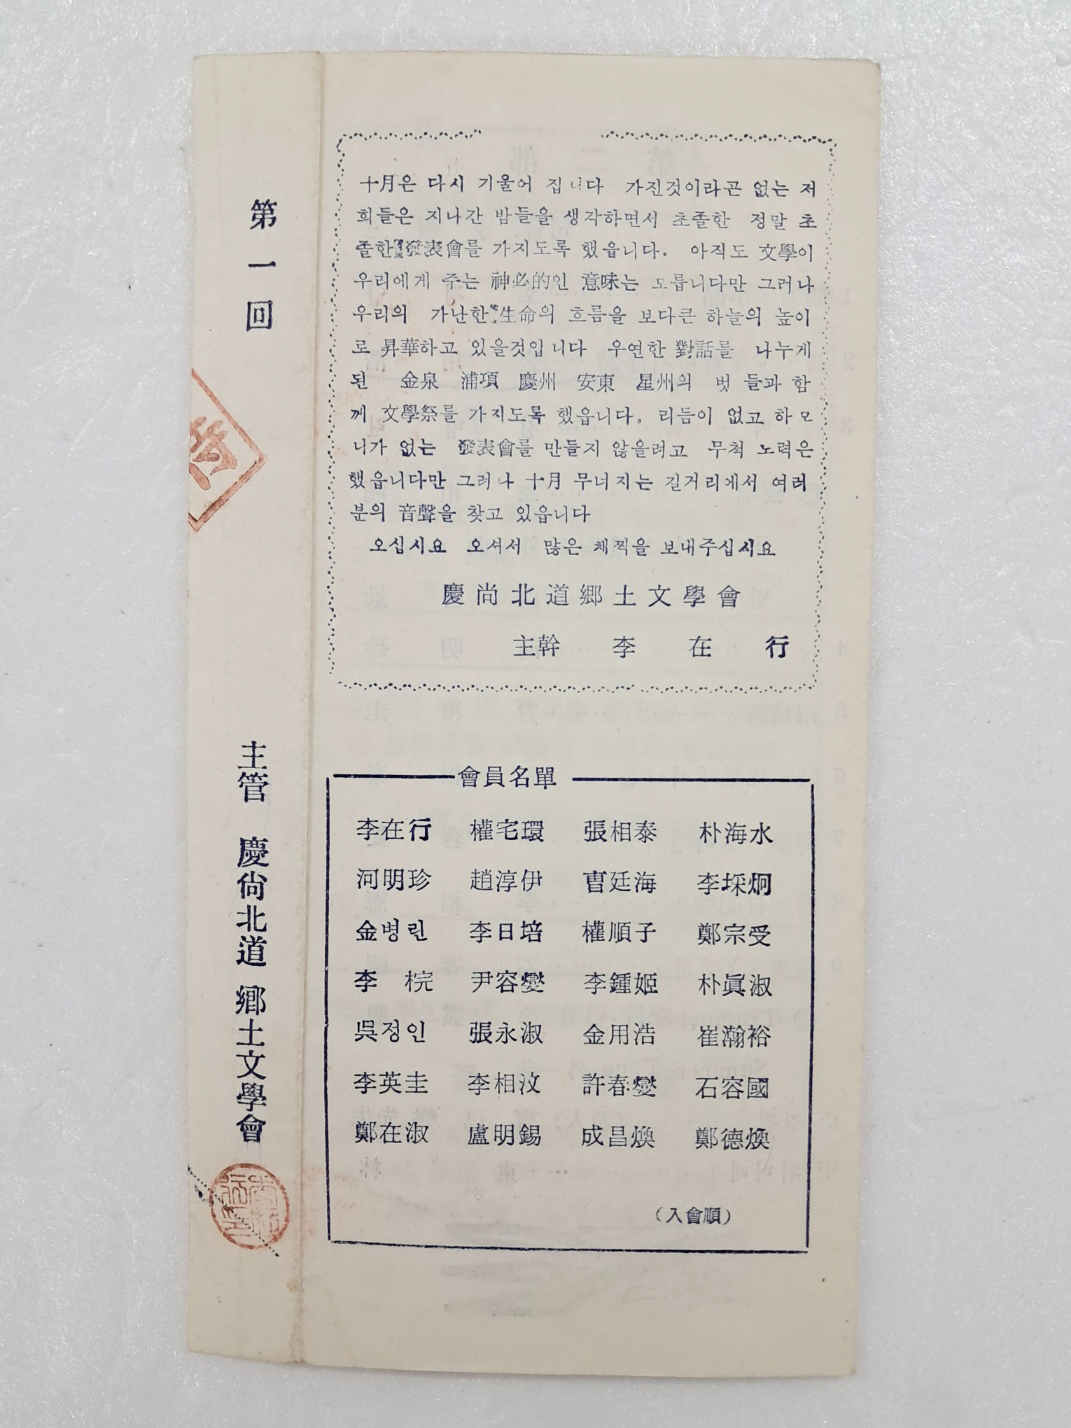 第一回
主管 慶尙北道 鄕土文學會
十月은 다시 기울어 집니다 가진것이라곤 없는 저
희들은 지나간 밤들을 생각하면서 초졸한 정말 초
졸한 發表會를 가지도록 했읍니다. 아직도 文學이
우리에게 주는 神必的인 意味는 모릅니다만 그러나
우리의 가난한 生命의 흐름을 보다큰 하늘의 높이
로 昇華하고 있을것입니다 우연한 對話를 나누게
된 金泉 浦項 慶州 安東 星州의 벗들과 함
께 文學祭를 가지도록 했읍니다. 리듬이 없고 하모
니가 없는 發表會를 만들지 않을려고 무척 노력은
했읍니다만 그러나 十月 무너지는 길거리에서 여러
분의 音聲을 찾고 있읍니다
오십시요 오셔서 많은 채찍을 보내주십시요
慶尙北道鄕土文學會
主幹 李在行
會員名單
李在行 權宅環 張相泰 朴海水
河明珍 趙淳伊 曺廷海 李埰炯
金병린 李日培 權順子 鄭宗受
李梡 尹容燮 李鍾姬 朴眞淑
吳정인 張永淑 金用浩 崔瀚裕
李英圭 李相汶 許春燮 石容國
鄭在淑 盧明錫 成昌煥 鄭德煥
(入會順)